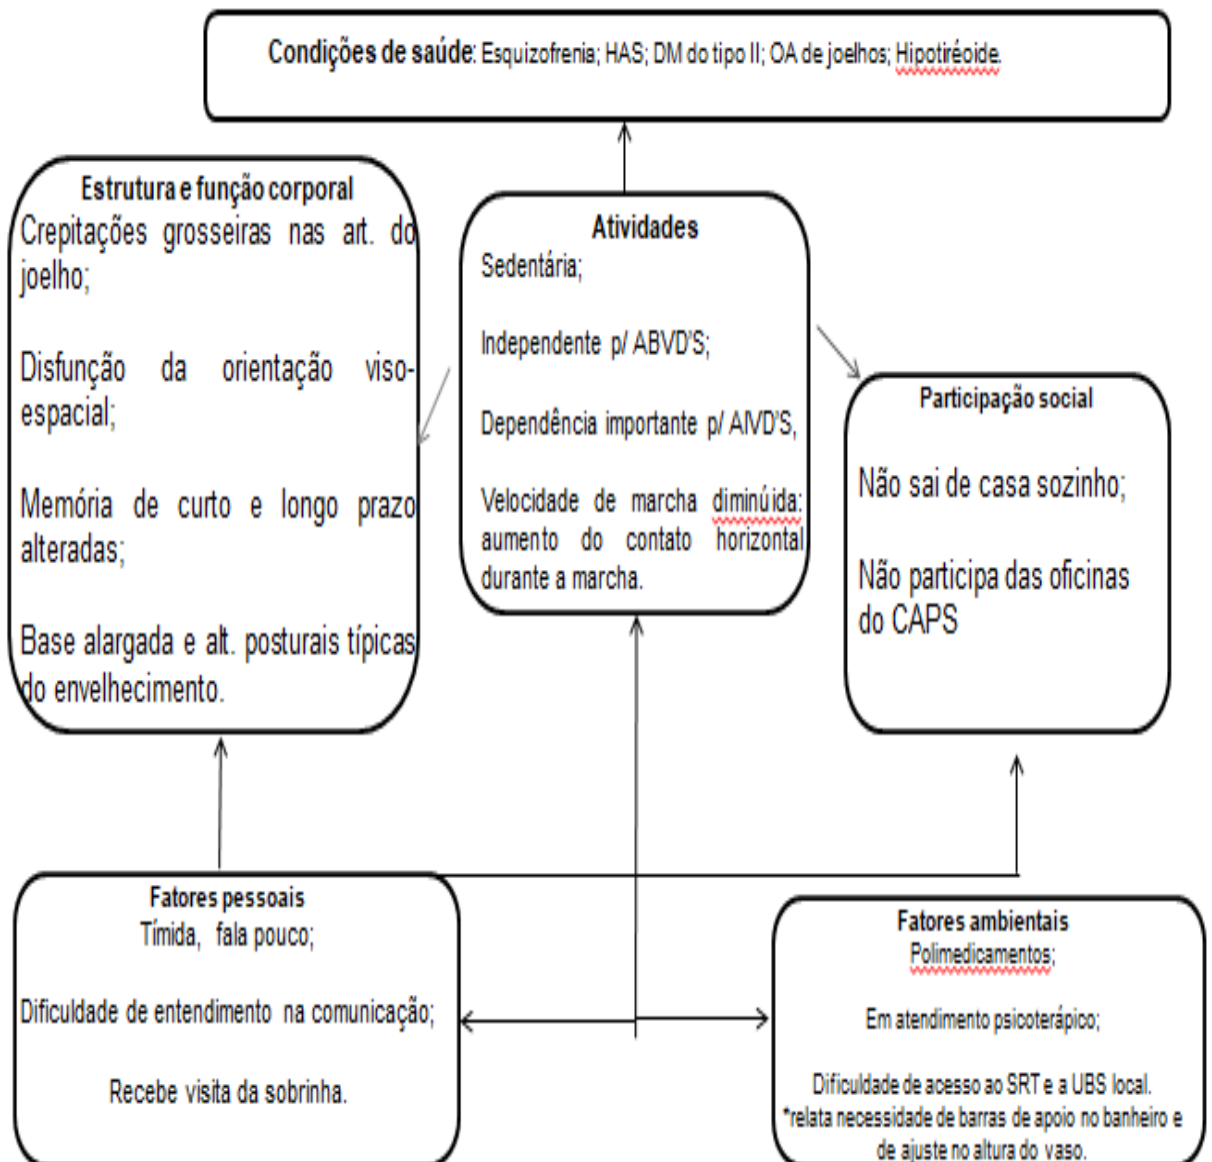 Condições de saúde: Esquizofrenia; HAS; DM do tipo II; OA de joelhos; Hipotiréoide.
Estrutura e função corporal
Crepitações grosseiras nas art. do
joelho;
Disfunção da orientação viso-
espacial;
Memória de curto e longo prazo
alteradas;
Base alargada e alt. posturais típicas
do envelhecimento.
Atividades
Sedentária;
Independente p/ ABVD'S;
Dependência importante p/ AIVD'S,
Velocidade de marcha diminúida:
aumento do contato horizontal
durante a marcha.
Participação social
Não sai de casa sozinho;
Não participa das oficinas
do CAPS
Fatores pessoais
Tímida, fala pouco;
Dificuldade de entendimento na comunicação;
Recebe visita da sobrinha.
Fatores ambientais
Polimedicamentos;
Em atendimento psicoterápico;
Dificuldade de acesso ao SRT e a UBS local.
*relata necessidade de barras de apoio no banheiro e
de ajuste no altura do vaso.